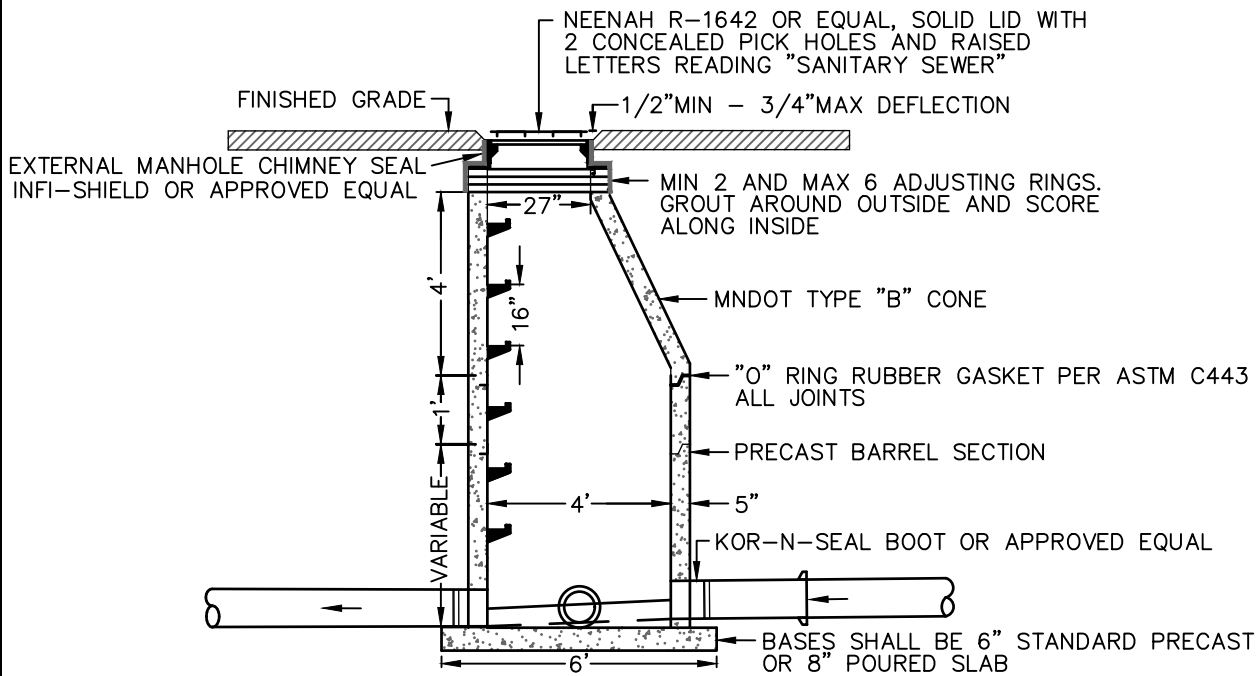 NEENAH R-1642 OR EQUAL, SOLID LID WITH
2 CONCEALED PICK HOLES AND RAISED
LETTERS READING "SANITARY SEWER"
FINISHED GRADE
1/2"MIN - 3/4"MAX DEFLECTION
EXTERNAL MANHOLE CHIMNEY SEAL
INFI-SHIELD OR APPROVED EQUAL
MIN 2 AND MAX 6 ADJUSTING RINGS.
GROUT AROUND OUTSIDE AND SCORE
ALONG INSIDE
27"
4'
16"
MNDOT TYPE "B" CONE
"O" RING RUBBER GASKET PER ASTM C443
ALL JOINTS
1'
PRECAST BARREL SECTION
VARIABLE
4'
5"
KOR-N-SEAL BOOT OR APPROVED EQUAL
BASES SHALL BE 6" STANDARD PRECAST
OR 8" POURED SLAB
6'